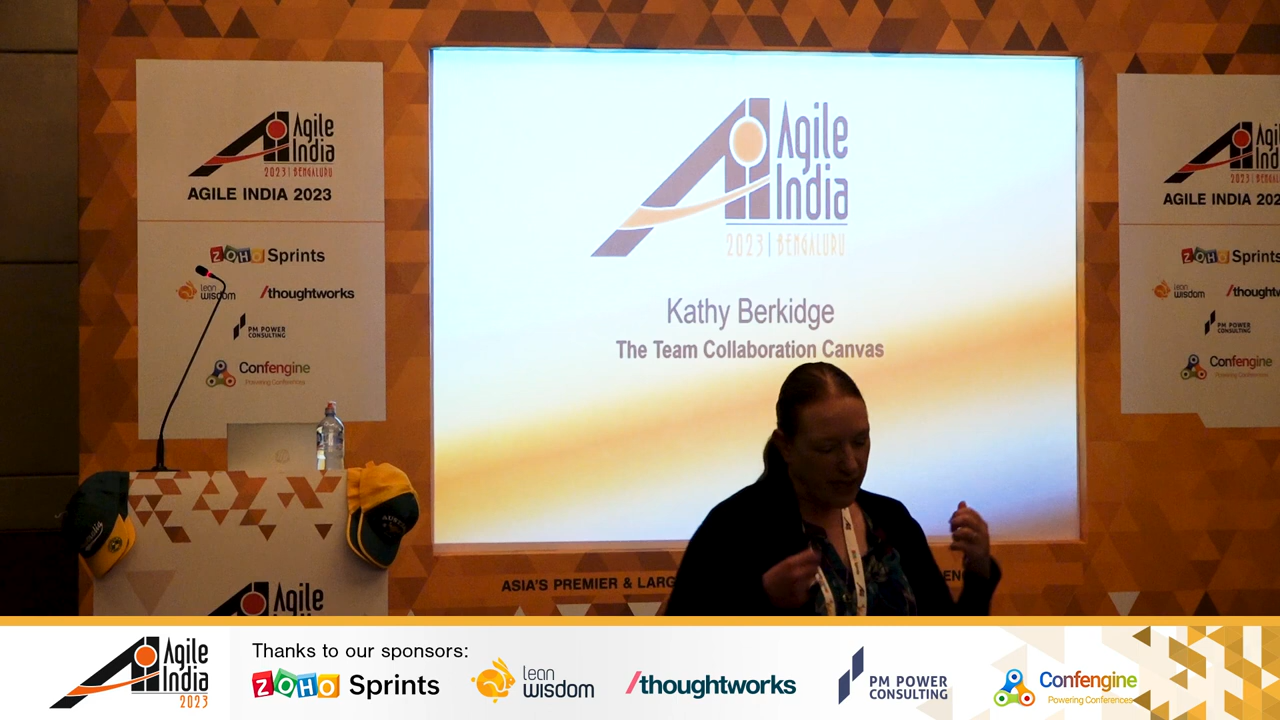 Agile
India
2023 | BENGALURU
AGILE INDIA 2023
ZOHO Sprints
lean
wisdom
/thoughtworks
PM POWER
CONSULTING
Confengine
Powering Conferences
Agile
India
2023 | BENGALURU
Kathy Berkidge
The Team Collaboration Canvas
Agile
India
2023 | BENGALURU
AGILE INDIA 202
ZOHO Sprints
lean
wisdom
/thoughtw
PM POWER
CONSULTING
Confengine
Powering Conferences
Agile
ASIA'S PREMIER & LARG
Agile
India
2023
Thanks to our sponsors:
ZOHO Sprints
lean
wisdom
/thoughtworks
PM POWER
CONSULTING
Confengine
Powering Conferences